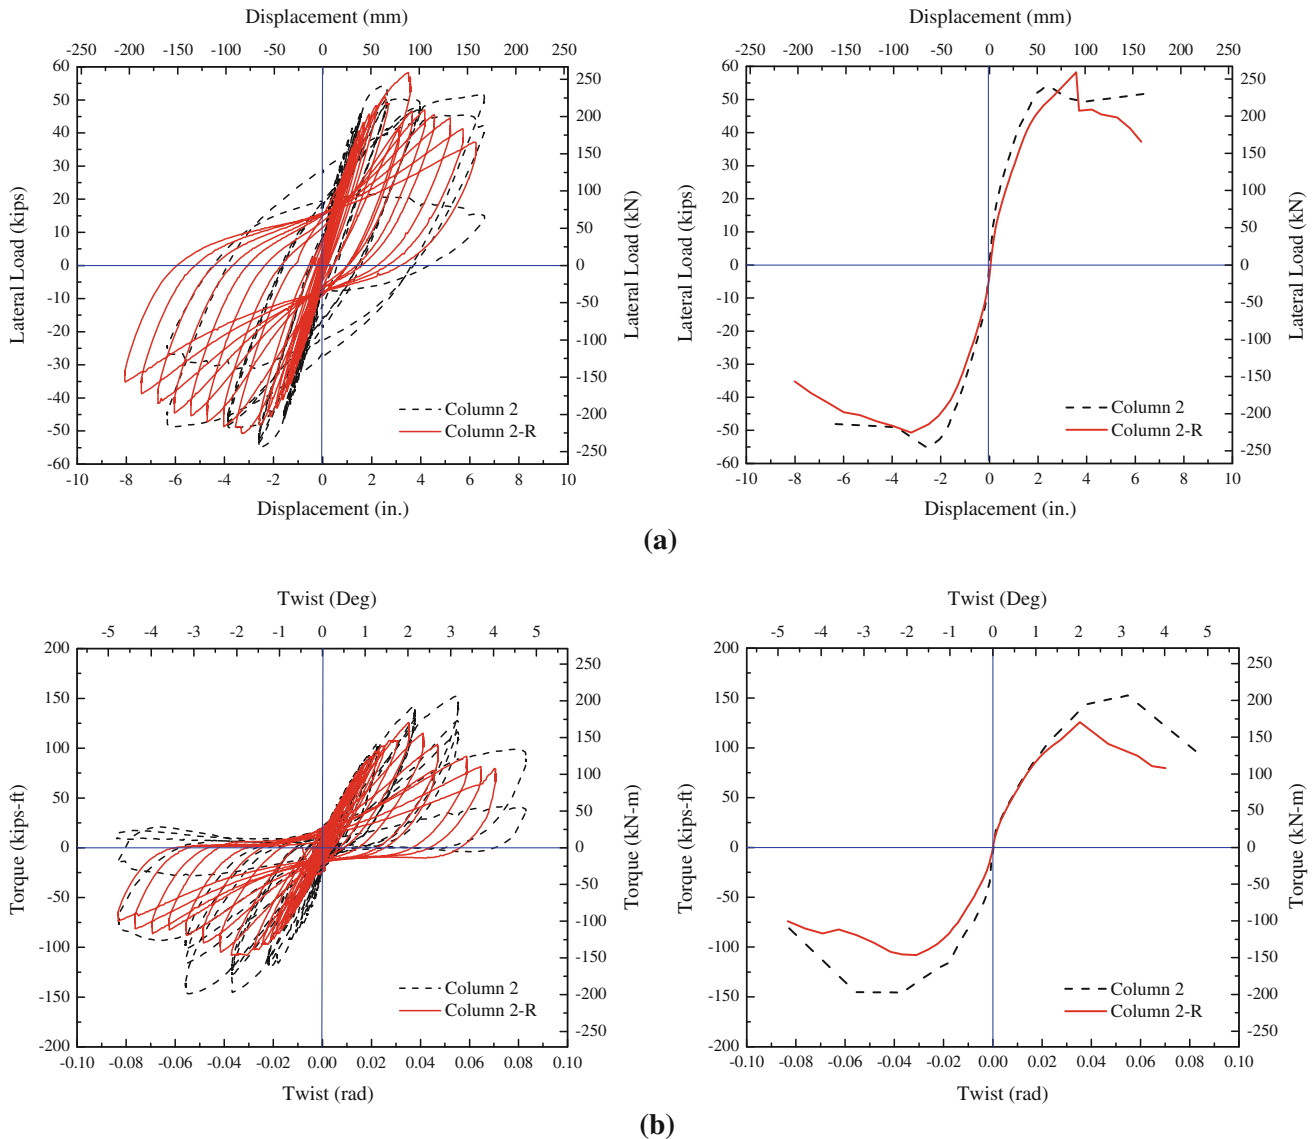 Displacement (mm)
-250 -200 -150 -100 -50 0 50 100 150 200 250
60
50
40
30
20
10
0
-10
-20
-30
-40
-50
-60
Lateral Load (kips)
250
200
150
100
50
0
-50
-100
-150
-200
-250
Lateral Load (kN)
Column 2
Column 2-R
-10 -8 -6 -4 -2 0 2 4 6 8 10
Displacement (in.)
Displacement (mm)
-250 -200 -150 -100 -50 0 50 100 150 200 250
60
50
40
30
20
10
0
-10
-20
-30
-40
-50
-60
Lateral Load (kips)
250
200
150
100
50
0
-50
-100
-150
-200
-250
Lateral Load (kN)
Column 2
Column 2-R
-10 -8 -6 -4 -2 0 2 4 6 8 10
Displacement (in.)
(a)
Twist (Deg)
-5 -4 -3 -2 -1 0 1 2 3 4 5
200
150
100
50
0
-50
-100
-150
-200
Torque (kips-ft)
250
200
150
100
50
0
-50
-100
-150
-200
-250
Torque (kN-m)
Column 2
Column 2-R
-0.10 -0.08 -0.06 -0.04 -0.02 0.00 0.02 0.04 0.06 0.08 0.10
Twist (rad)
Twist (Deg)
-5 -4 -3 -2 -1 0 1 2 3 4 5
200
150
100
50
0
-50
-100
-150
-200
Torque (kips-ft)
250
200
150
100
50
0
-50
-100
-150
-200
-250
Torque (kN-m)
Column 2
Column 2-R
-0.10 -0.08 -0.06 -0.04 -0.02 0.00 0.02 0.04 0.06 0.08 0.10
Twist (rad)
(b)